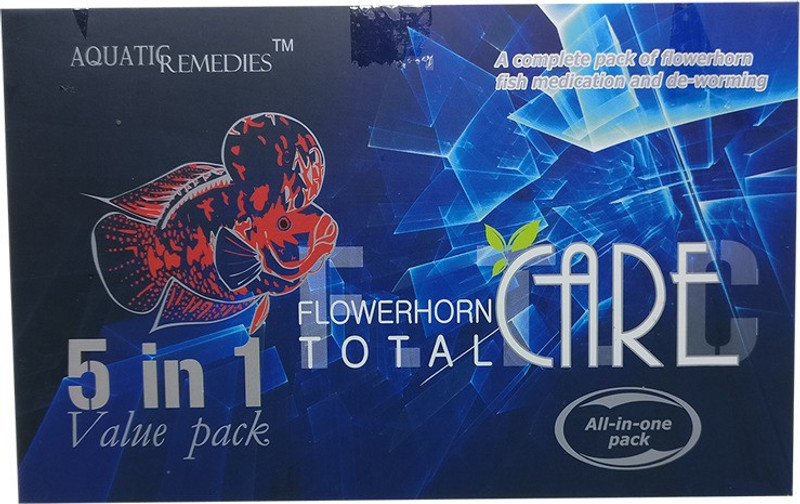 AQUATIC REMEDIES™
A complete pack of flowerhorn
fish medication and de-worming
FLOWERHORN
TOTAL CARE
5 in 1
Value pack
All-in-one
pack